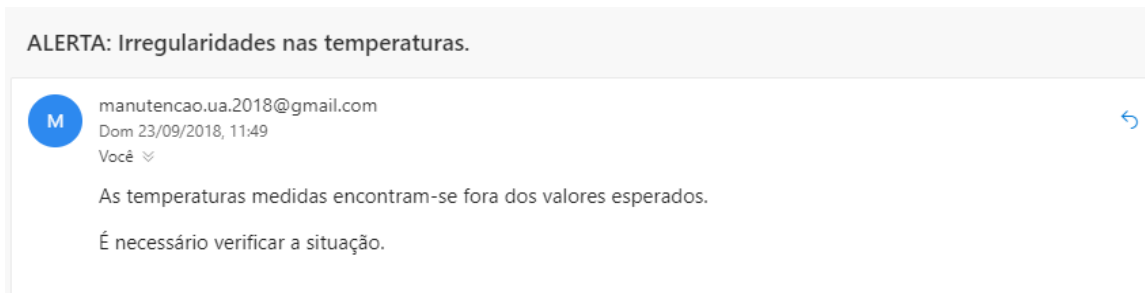 ALERTA: Irregularidades nas temperaturas.
M
manutencao.ua.2018@gmail.com
Dom 23/09/2018, 11:49
Você
As temperaturas medidas encontram-se fora dos valores esperados.
É necessário verificar a situação.